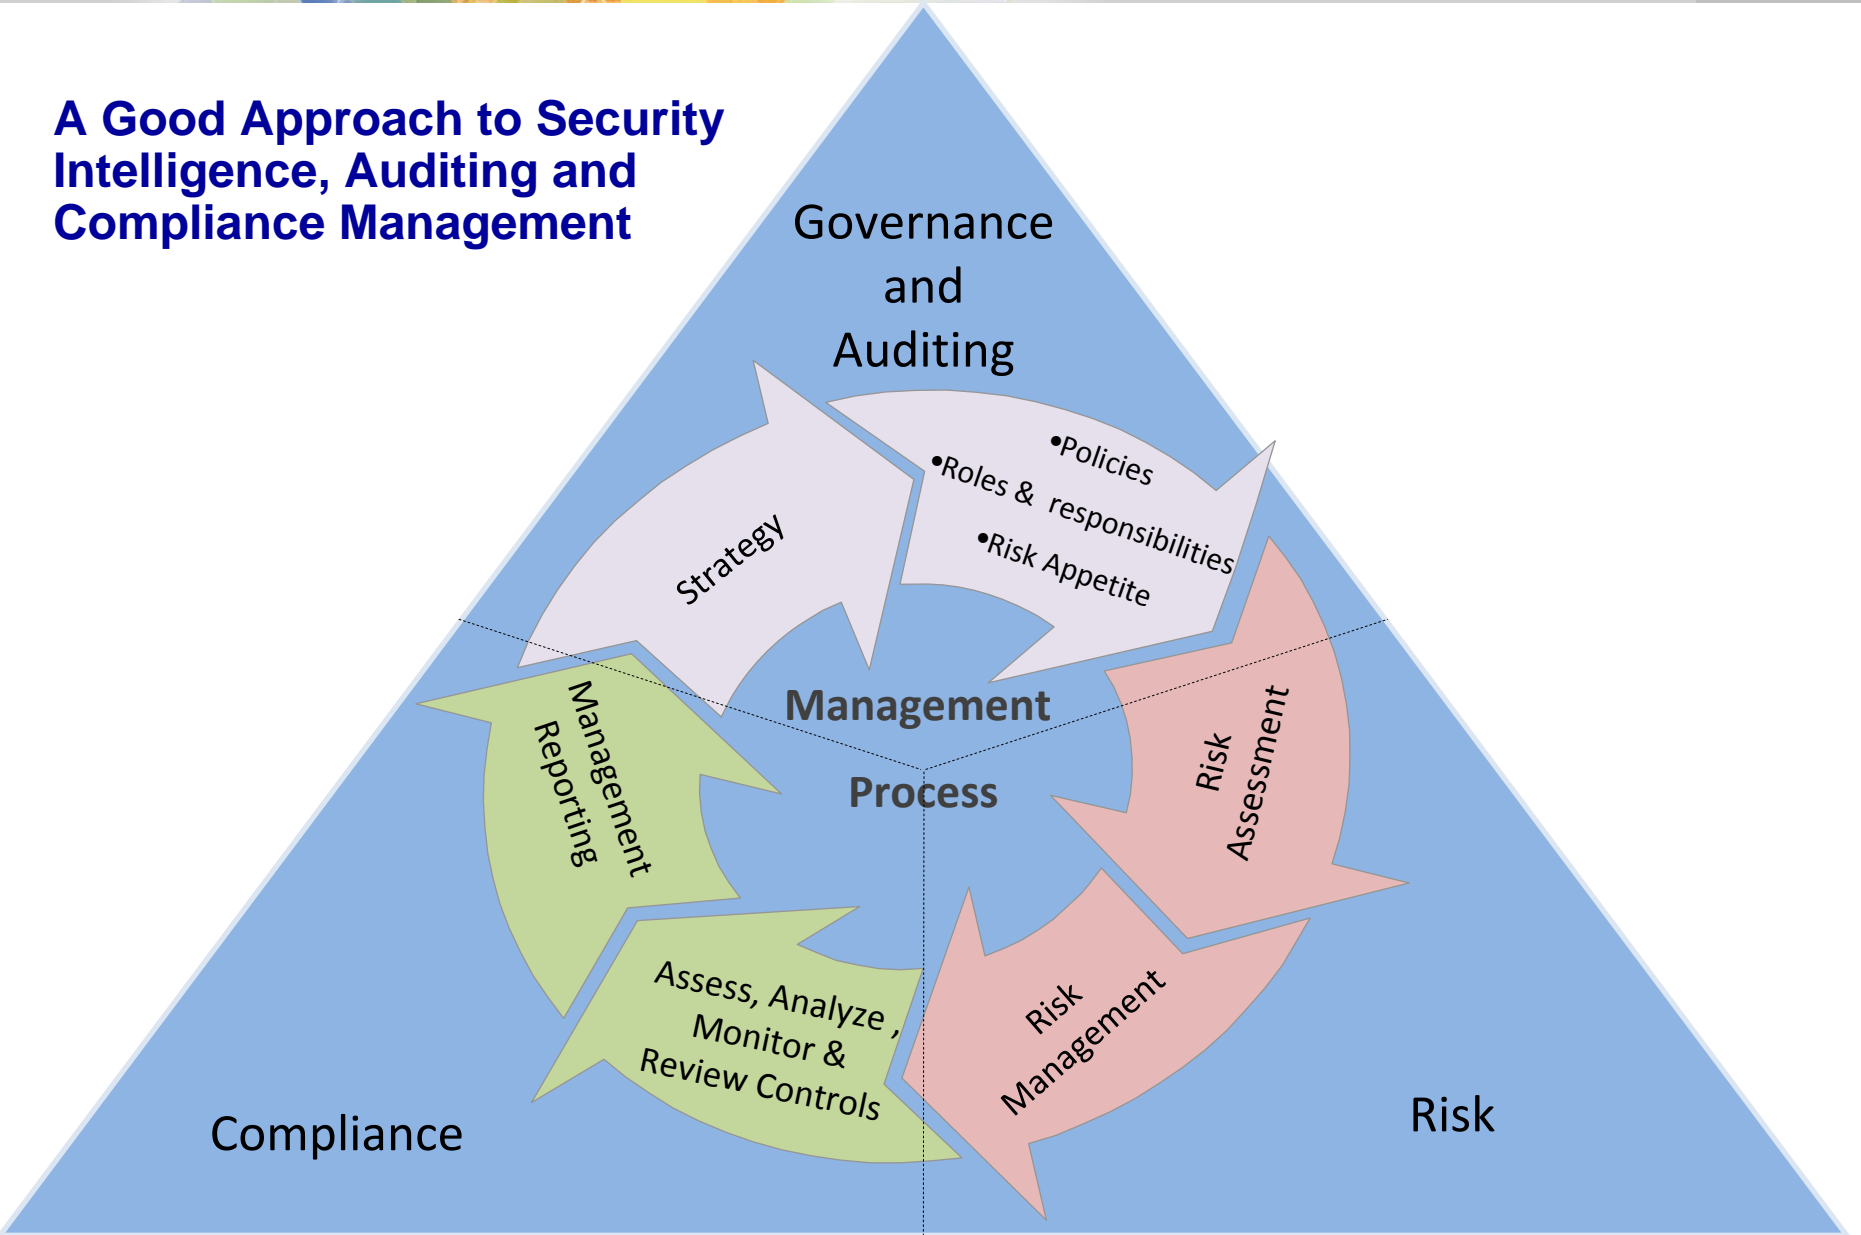 A Good Approach to Security
Intelligence, Auditing and
Compliance Management
Governance
and
Auditing
•Policies
•Roles & responsibilities
•Risk Appetite
Strategy
Management
Process
Risk
Assessment
Risk
Management
Assess, Analyze ,
Monitor &
Review Controls
Management
Reporting
Compliance
Risk